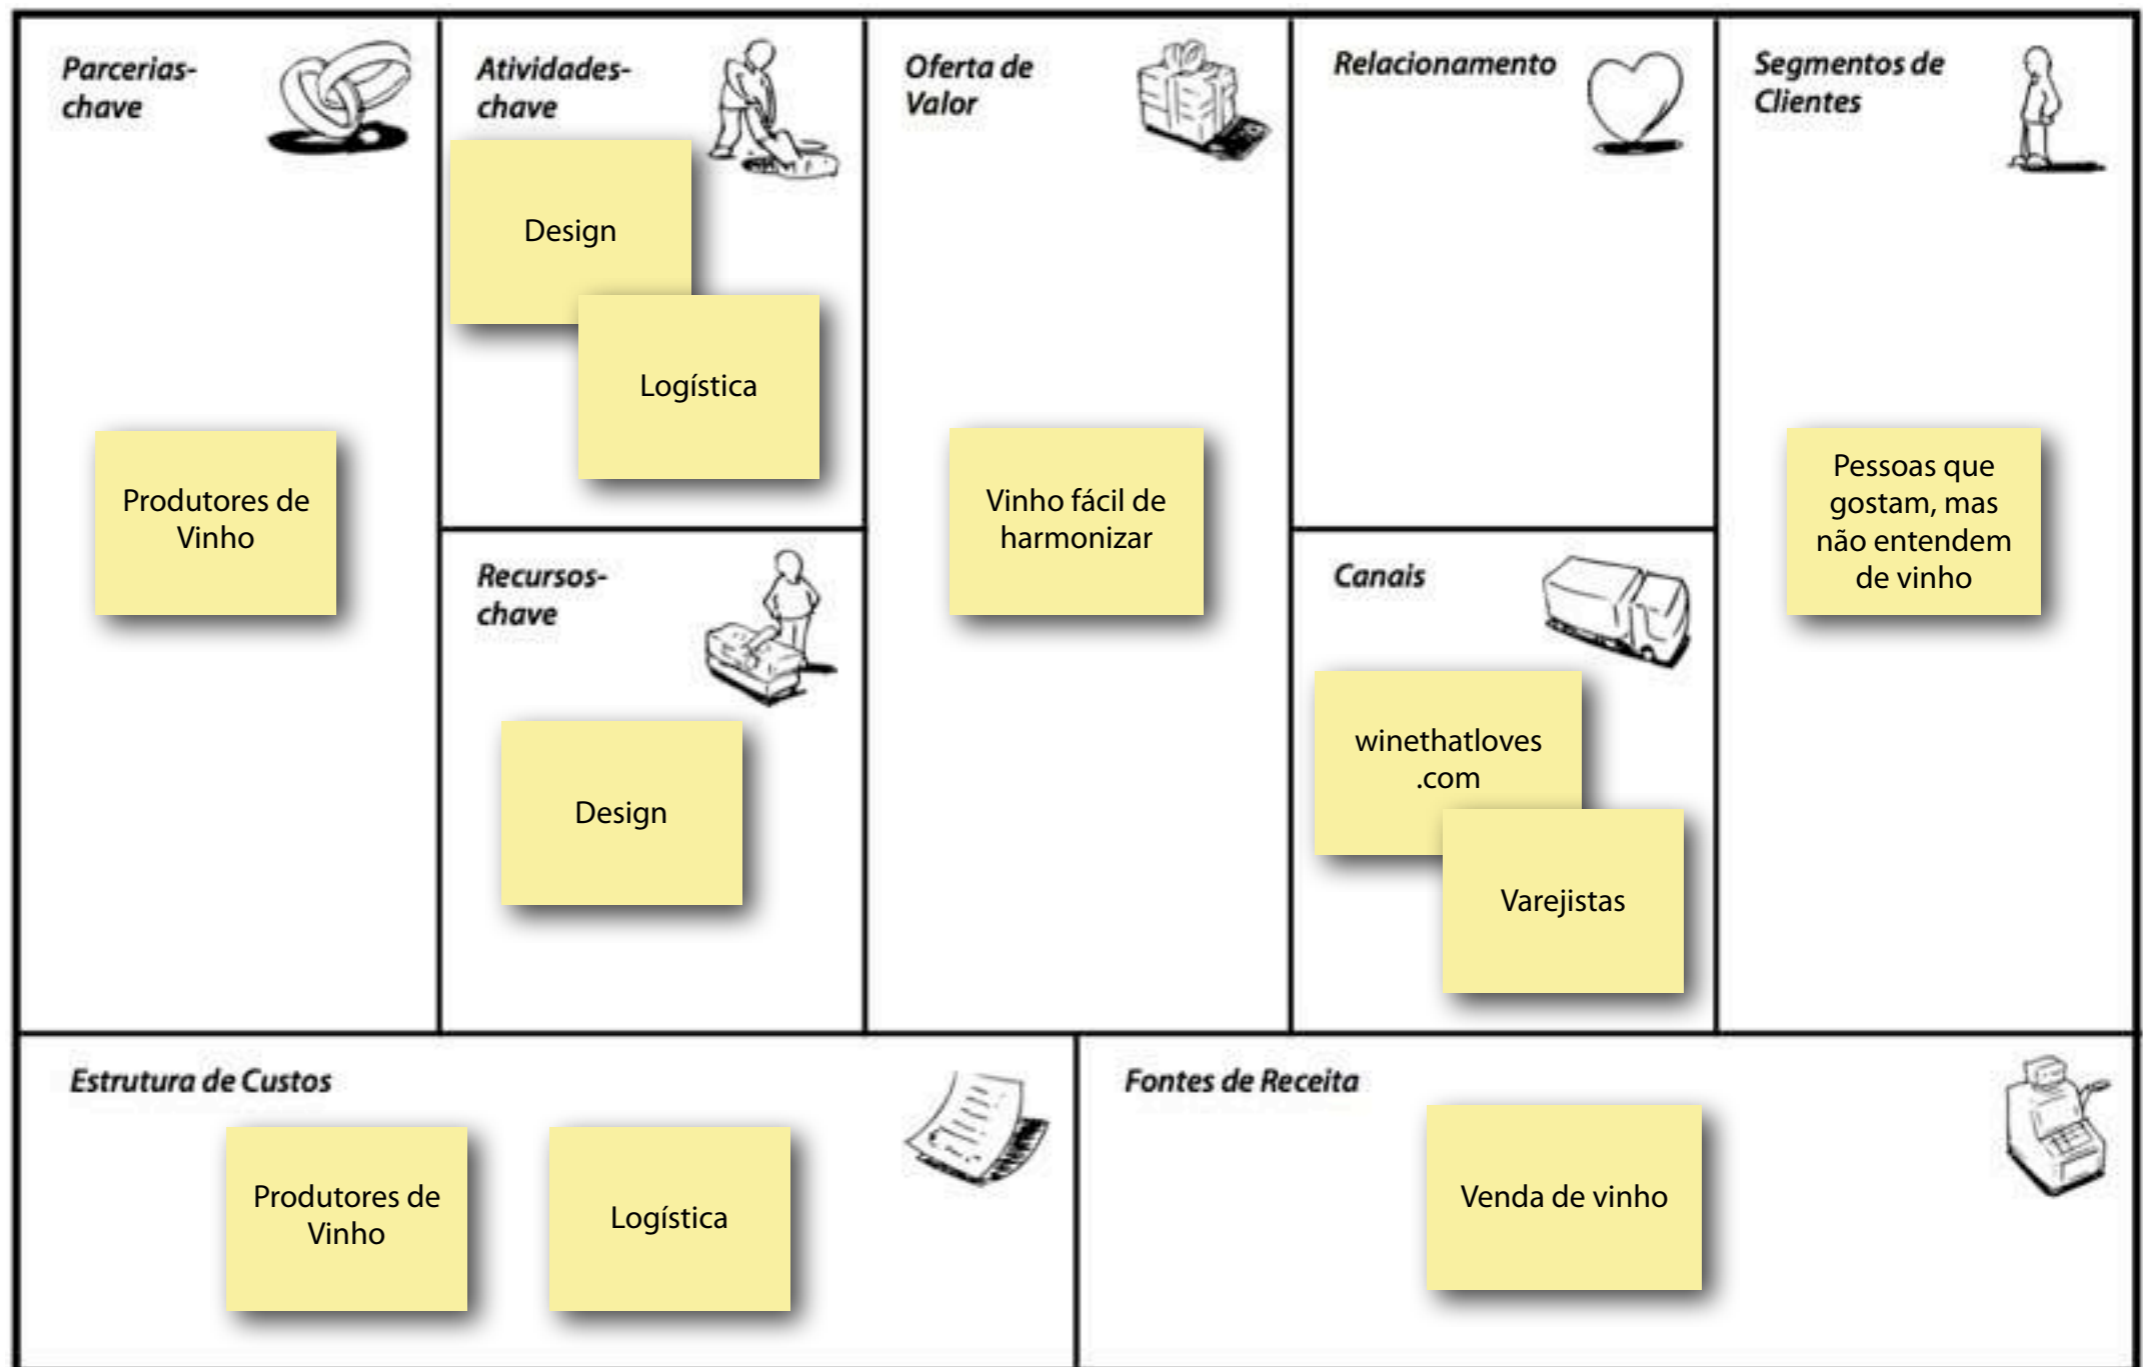 Parcerias-
chave
Produtores de
Vinho
Atividades-
chave
Design
Logística
Recursos-
chave
Design
Oferta de
Valor
Vinho fácil de
harmonizar
Relacionamento
Canais
winethatloves
.com
Varejistas
Segmentos de
Clientes
Pessoas que
gostam, mas
não entendem
de vinho
Estrutura de Custos
Produtores de
Vinho
Logística
Fontes de Receita
Venda de vinho